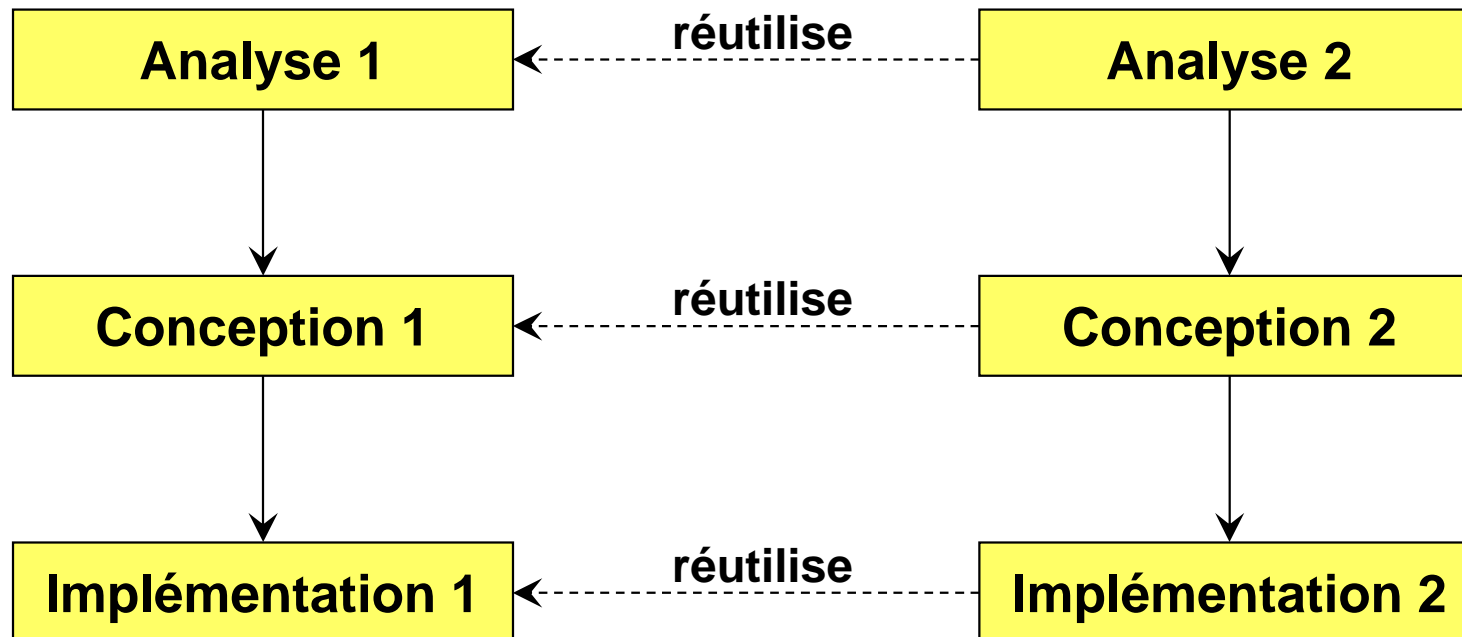 Analyse 1
réutilise
Analyse 2
Conception 1
réutilise
Conception 2
Implémentation 1
réutilise
Implémentation 2